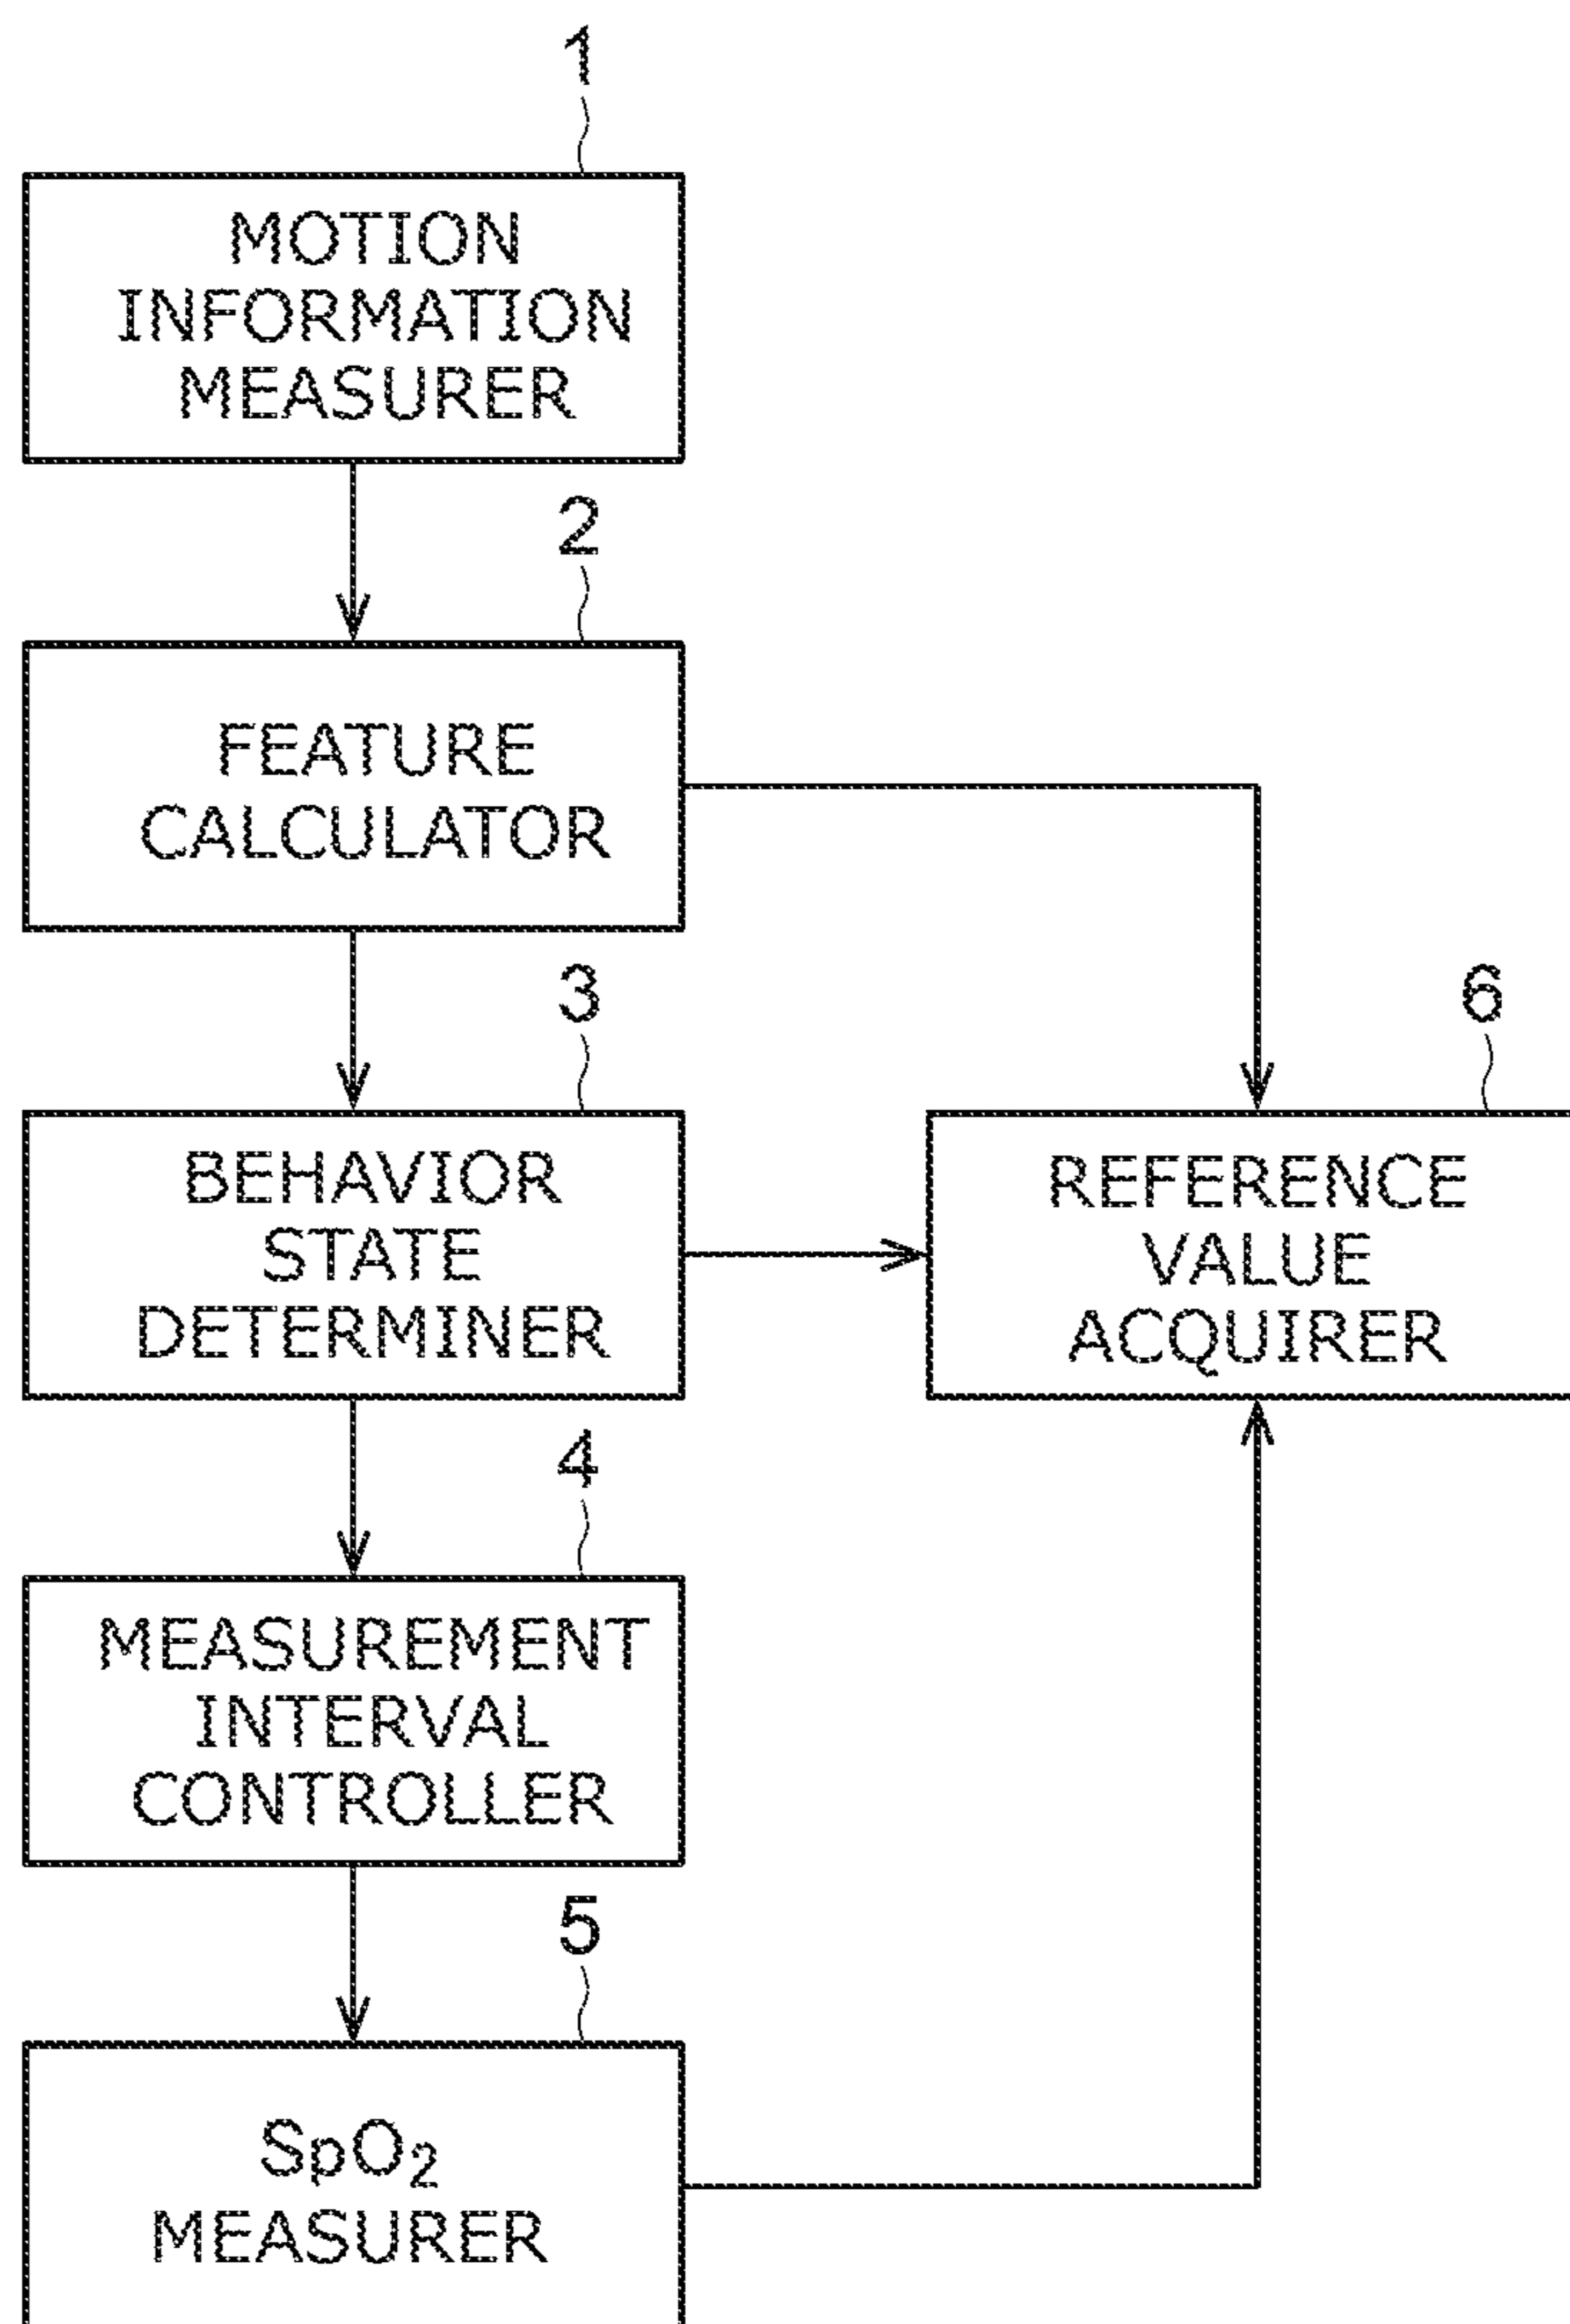 1
MOTION
INFORMATION
MEASURER
2
FEATURE
CALCULATOR
3
BEHAVIOR
STATE
DETERMINER
6
REFERENCE
VALUE
ACQUIRER
4
MEASUREMENT
INTERVAL
CONTROLLER
5
SpO₂
MEASURER